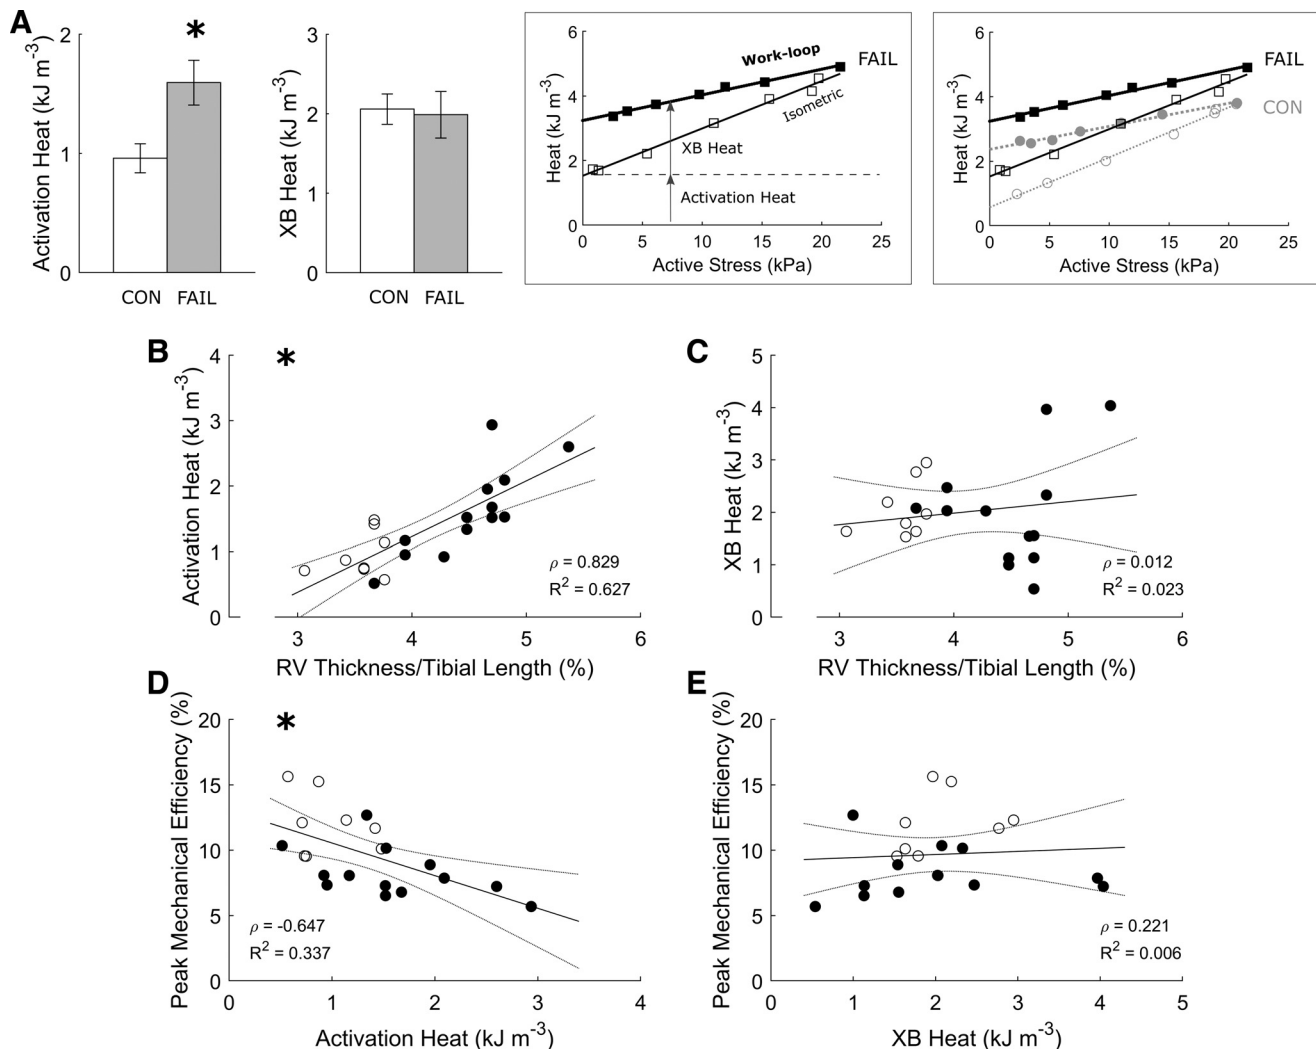 A
Activation Heat (kJ m⁻³)
2
1
0
*
CON FAIL
XB Heat (kJ m⁻³)
3
2
1
0
CON FAIL
Heat (kJ m⁻³)
6
4
2
0
Work-loop
FAIL
Isometric
XB Heat
Activation Heat
0 5 10 15 20 25
Active Stress (kPa)
Heat (kJ m⁻³)
6
4
2
0
FAIL
CON
0 5 10 15 20 25
Active Stress (kPa)
B
*
Activation Heat (kJ m⁻³)
4
3
2
1
0
ρ = 0.829
R² = 0.627
3 4 5 6
RV Thickness/Tibial Length (%)
C
XB Heat (kJ m⁻³)
5
4
3
2
1
0
ρ = 0.012
R² = 0.023
3 4 5 6
RV Thickness/Tibial Length (%)
D
*
Peak Mechanical Efficiency (%)
20
15
10
5
0
ρ = -0.647
R² = 0.337
0 1 2 3 4
Activation Heat (kJ m⁻³)
E
Peak Mechanical Efficiency (%)
20
15
10
5
0
ρ = 0.221
R² = 0.006
0 1 2 3 4 5
XB Heat (kJ m⁻³)